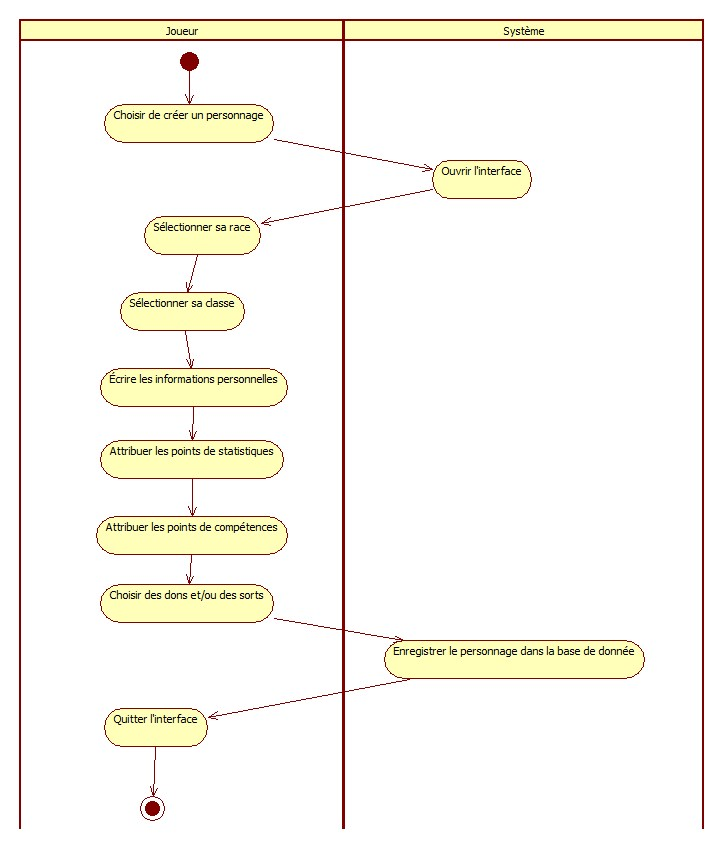 Joueur
Système
Choisir de créer un personnage
Ouvrir l'interface
Sélectionner sa race
Sélectionner sa classe
Écrire les informations personnelles
Attribuer les points de statistiques
Attribuer les points de compétences
Choisir des dons et/ou des sorts
Enregistrer le personnage dans la base de donnée
Quitter l'interface